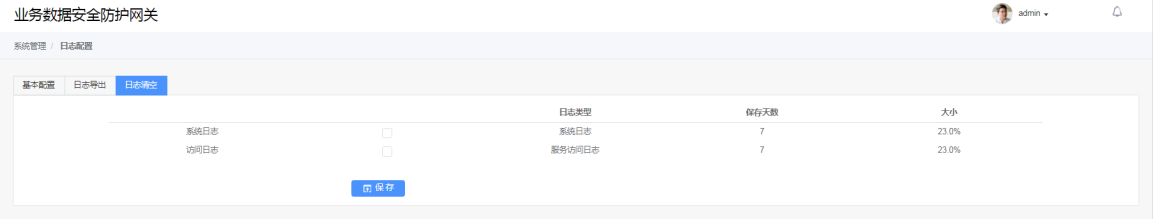 业务数据安全防护网关 admin
系统管理 / 日志配置
基本配置 日志导出 日志清空
日志类型 保存天数 大小
系统日志 系统日志 7 23.0%
访问日志 服务访问日志 7 23.0%
保存